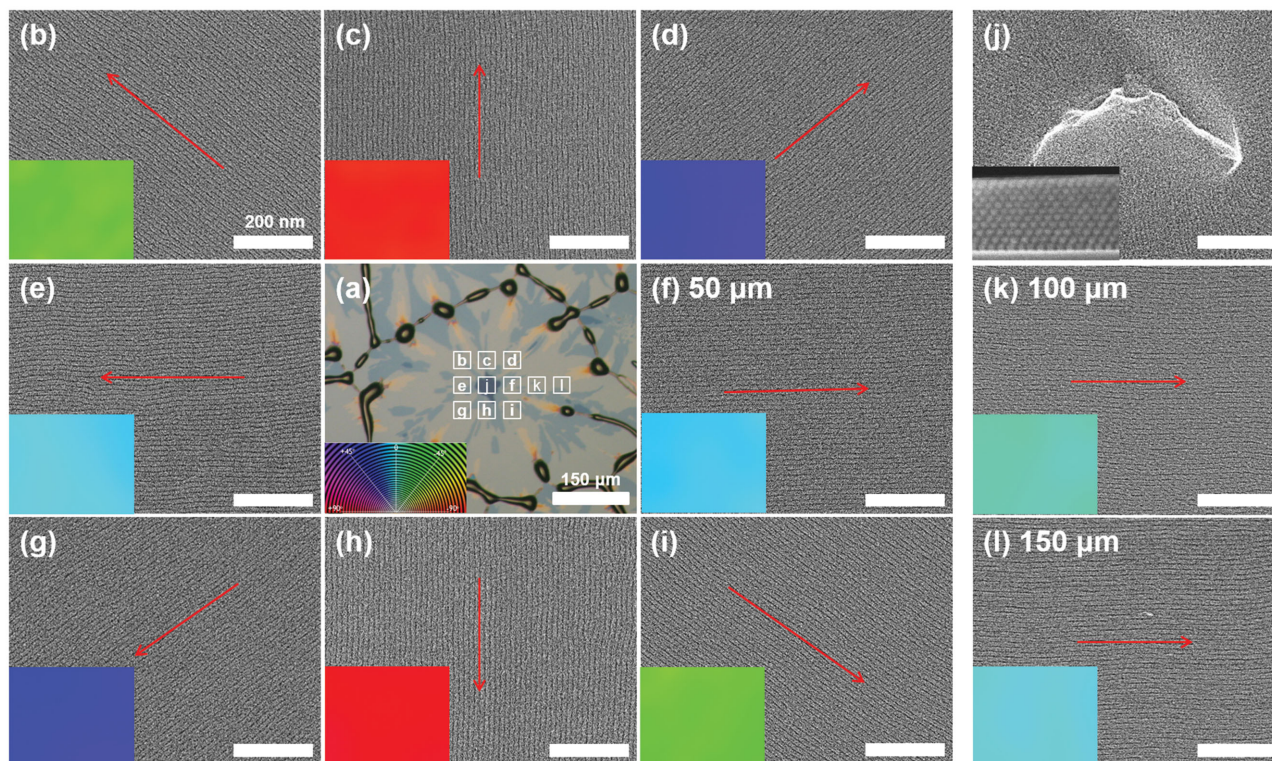 (b)
(c)
(d)
(j)
200 nm
(e)
(a)
(f) 50 μm
(k) 100 μm
b c d
e j f k l
g h i
+45° 0 -45°
+90° -90°
150 μm
(g)
(h)
(i)
(l) 150 μm